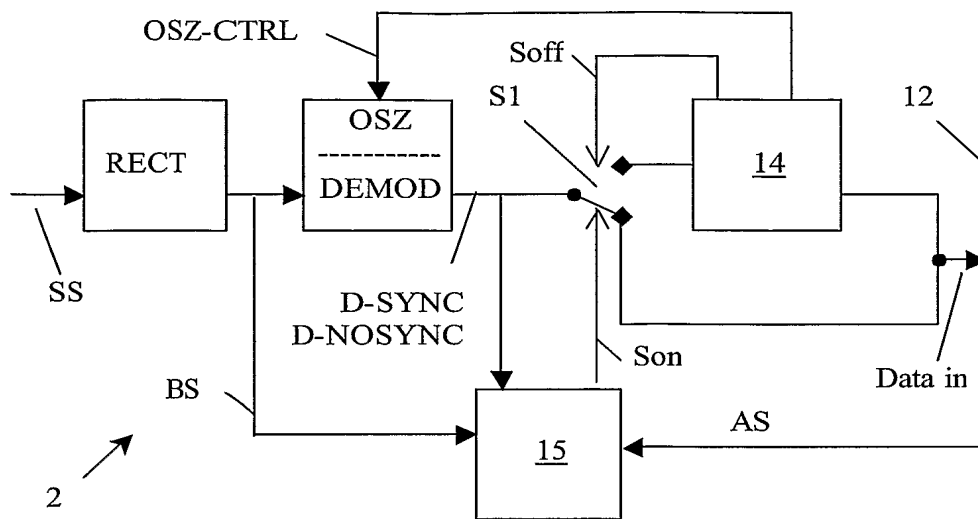 OSZ-CTRL
Soff
S1
12
RECT
OSZ
DEMOD
14
SS
D-SYNC
D-NOSYNC
Son
Data in
BS
AS
15
2